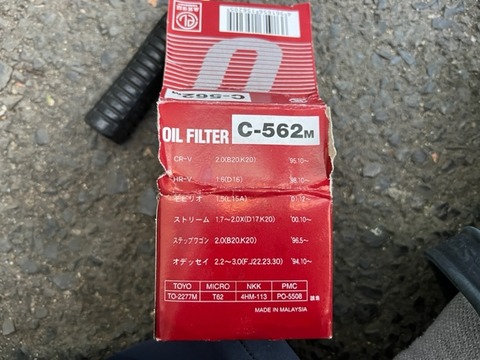 C-562M
OIL FILTER C-562M
CR-V 2.0(B20,K20) '95.10~
HR-V 1.6(D16) '98.10~
モビリオ 1.5(L15A) '01.12~
ストリーム 1.7~2.0X(D17,K20) '00.10~
ステップワゴン 2.0(B20,K20) '96.5~
オデッセイ 2.2~3.0(F,J22,23,30) '94.10~
TOYO MICRO NKK PMC
TO-2277M T62 4HM-113 PO-5508
MADE IN MALAYSIA